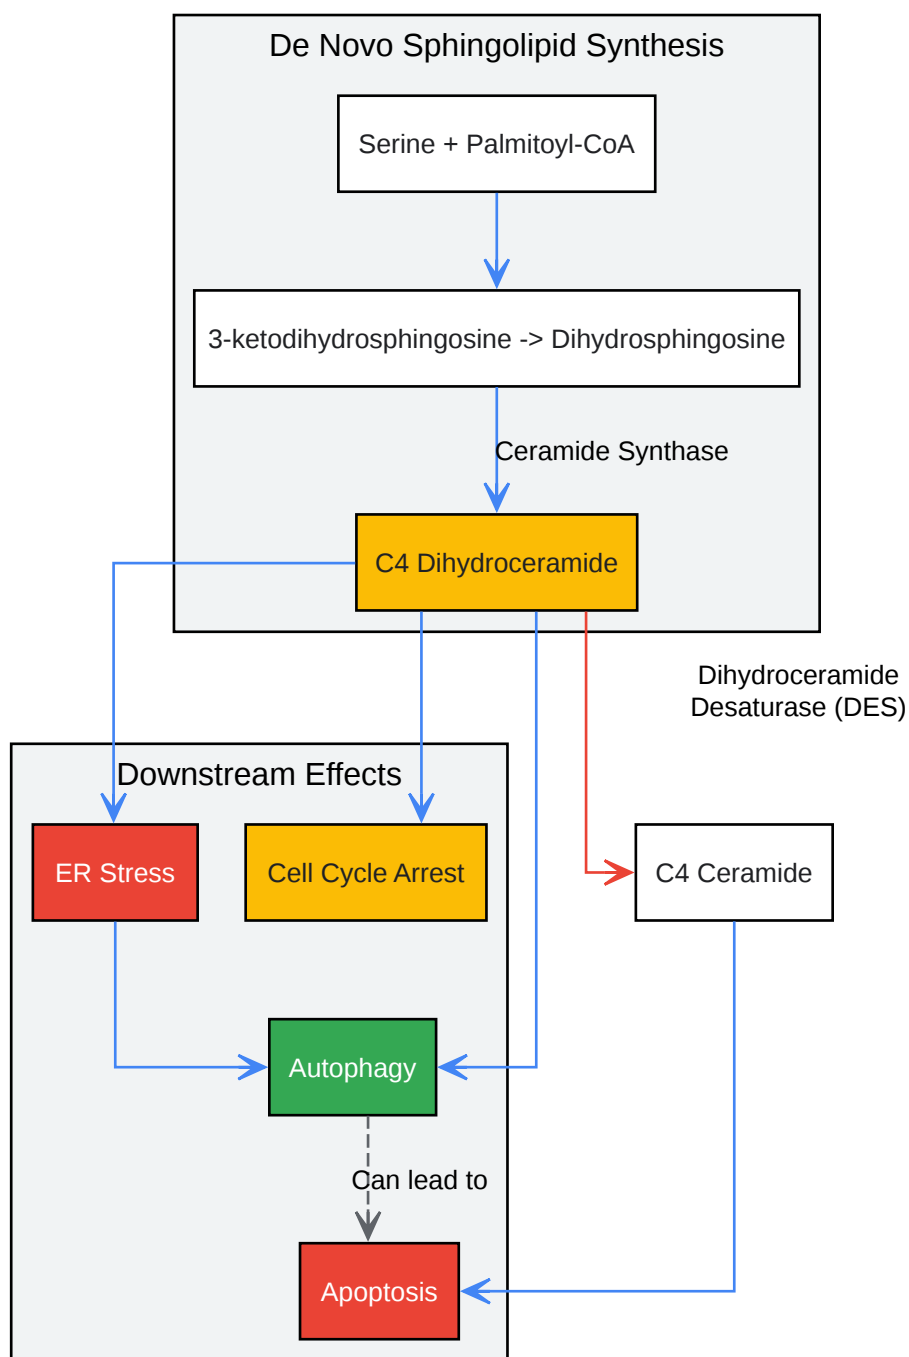 De Novo Sphingolipid Synthesis
Serine + Palmitoyl-CoA
3-ketodihydrosphingosine -> Dihydrosphingosine
Ceramide Synthase
C4 Dihydroceramide
Dihydroceramide
Desaturase (DES)
Downstream Effects
ER Stress
Cell Cycle Arrest
C4 Ceramide
Autophagy
Can lead to
Apoptosis